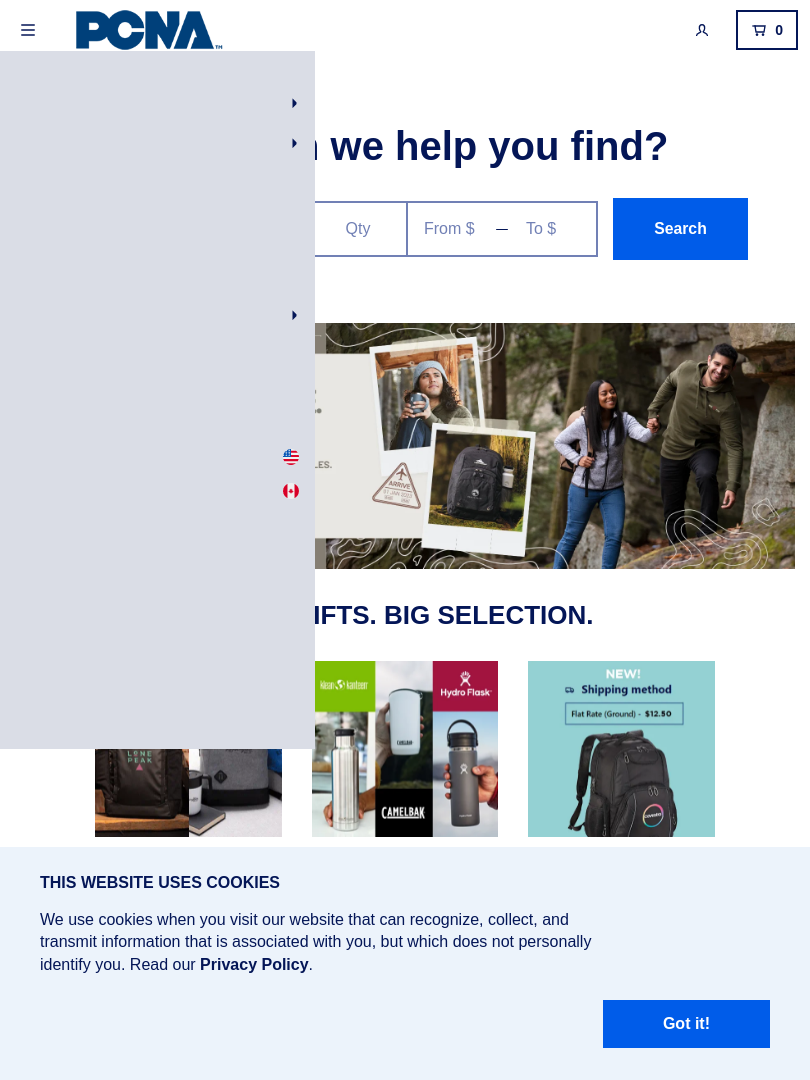 PCNA™
0
we help you find?
Qty
From $ — To $
Search
LES.
ARRIVE
IFTS. BIG SELECTION.
LONE
PEAK
klean kanteen
Hydro Flask
CAMELBAK
CAMELBAK
NEW!
Shipping method
Flat Rate (Ground) - $12.50
THIS WEBSITE USES COOKIES
We use cookies when you visit our website that can recognize, collect, and
transmit information that is associated with you, but which does not personally
identify you. Read our Privacy Policy.
Got it!